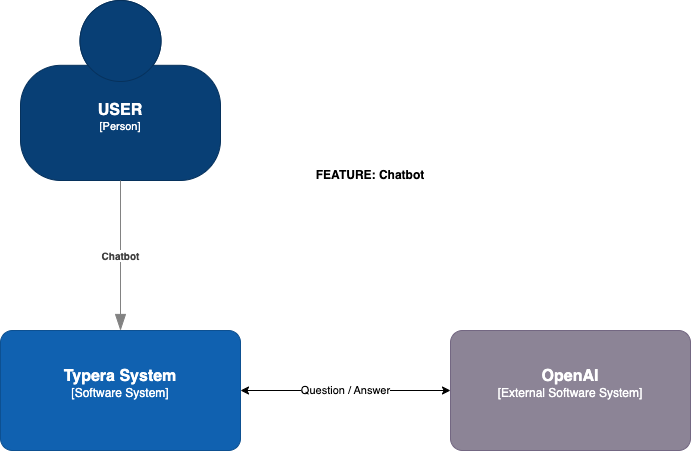 USER
[Person]
FEATURE: Chatbot
Chatbot
Typera System
[Software System]
Question / Answer
OpenAI
[External Software System]